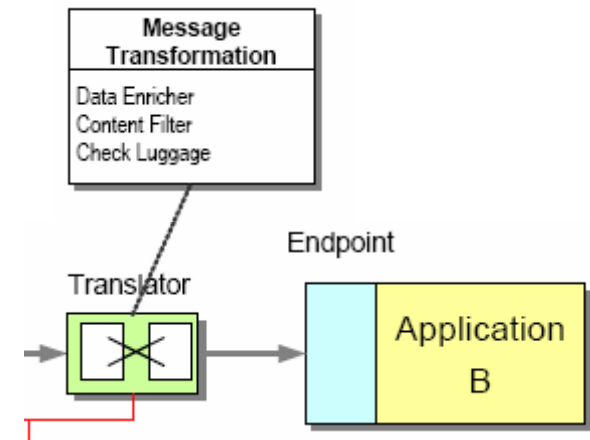 Message
Transformation
Data Enricher
Content Filter
Check Luggage
Endpoint
Translator
Application
B